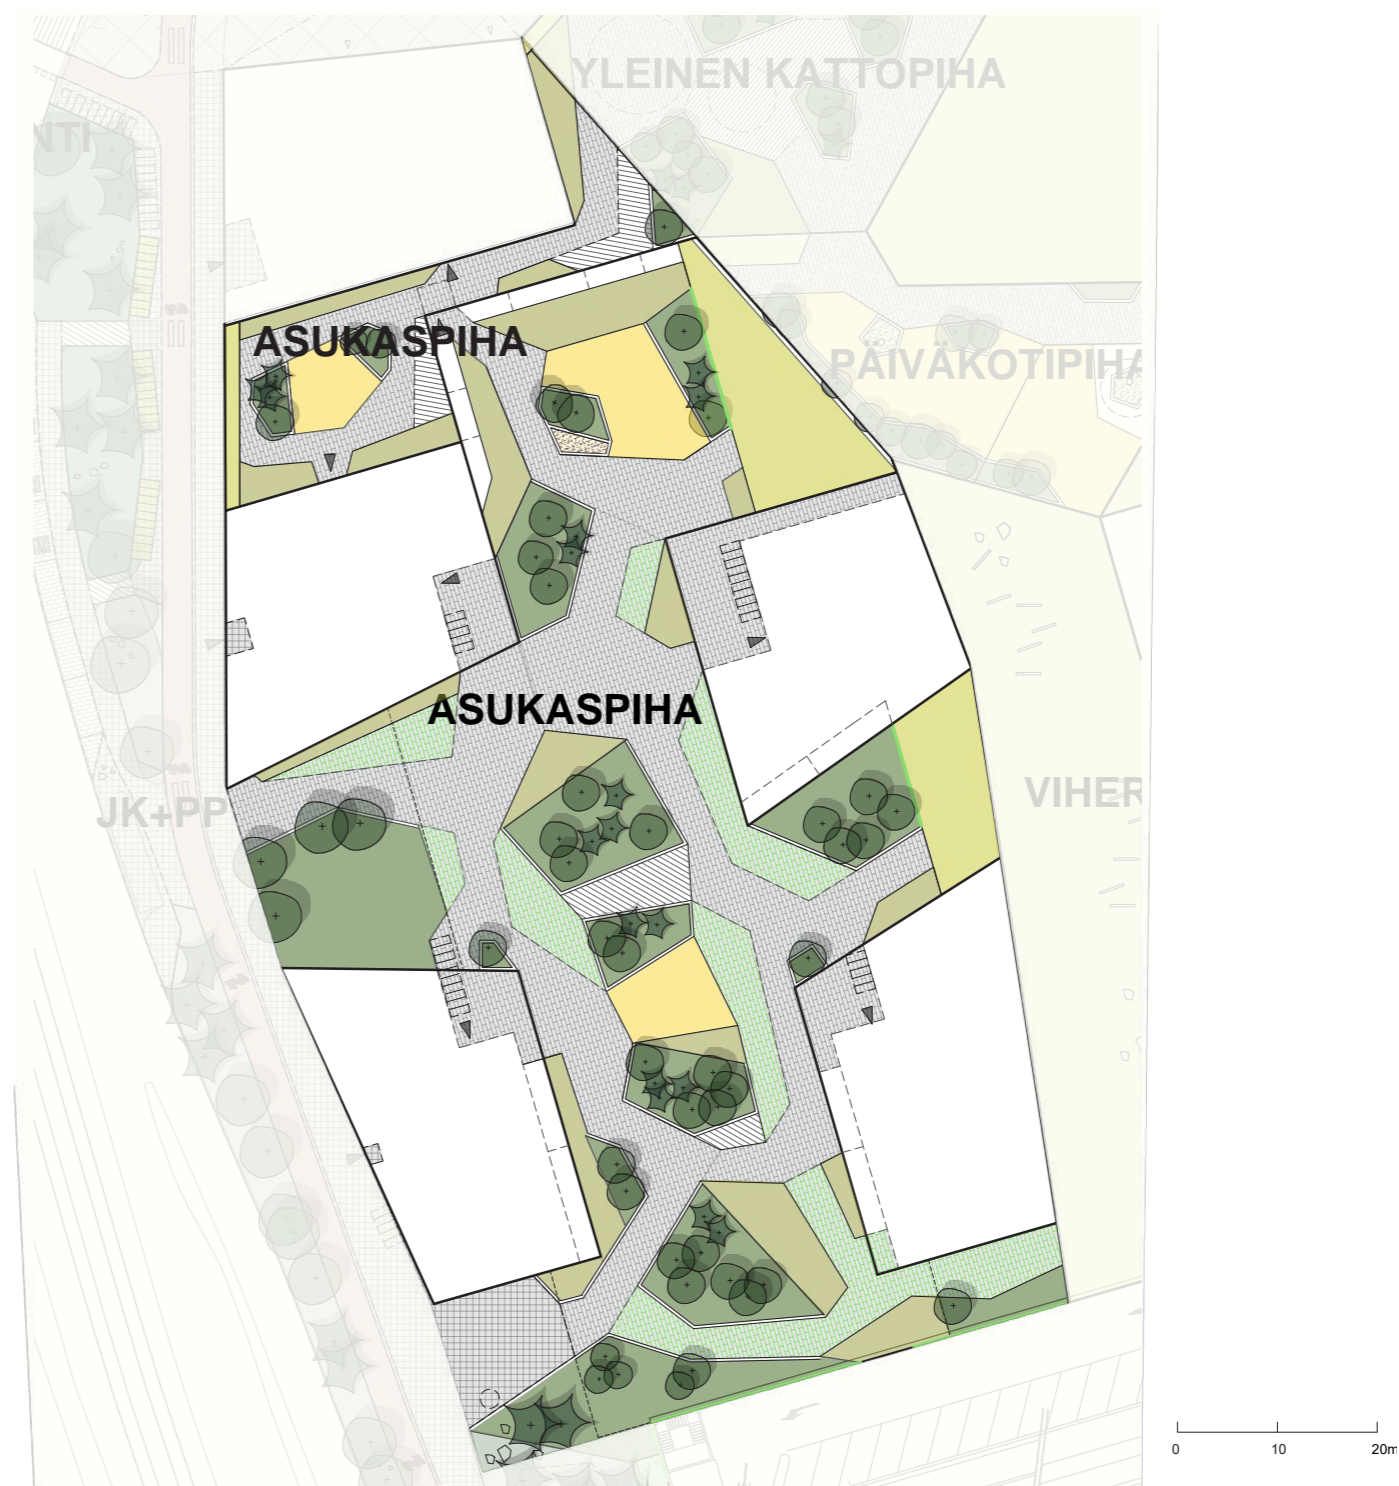 YLEINEN KATTOPIHA
NTI
ASUKASPIHA
PÄIVÄKOTIPIHA
ASUKASPIHA
JK+PP
VIHER
0 10 20m